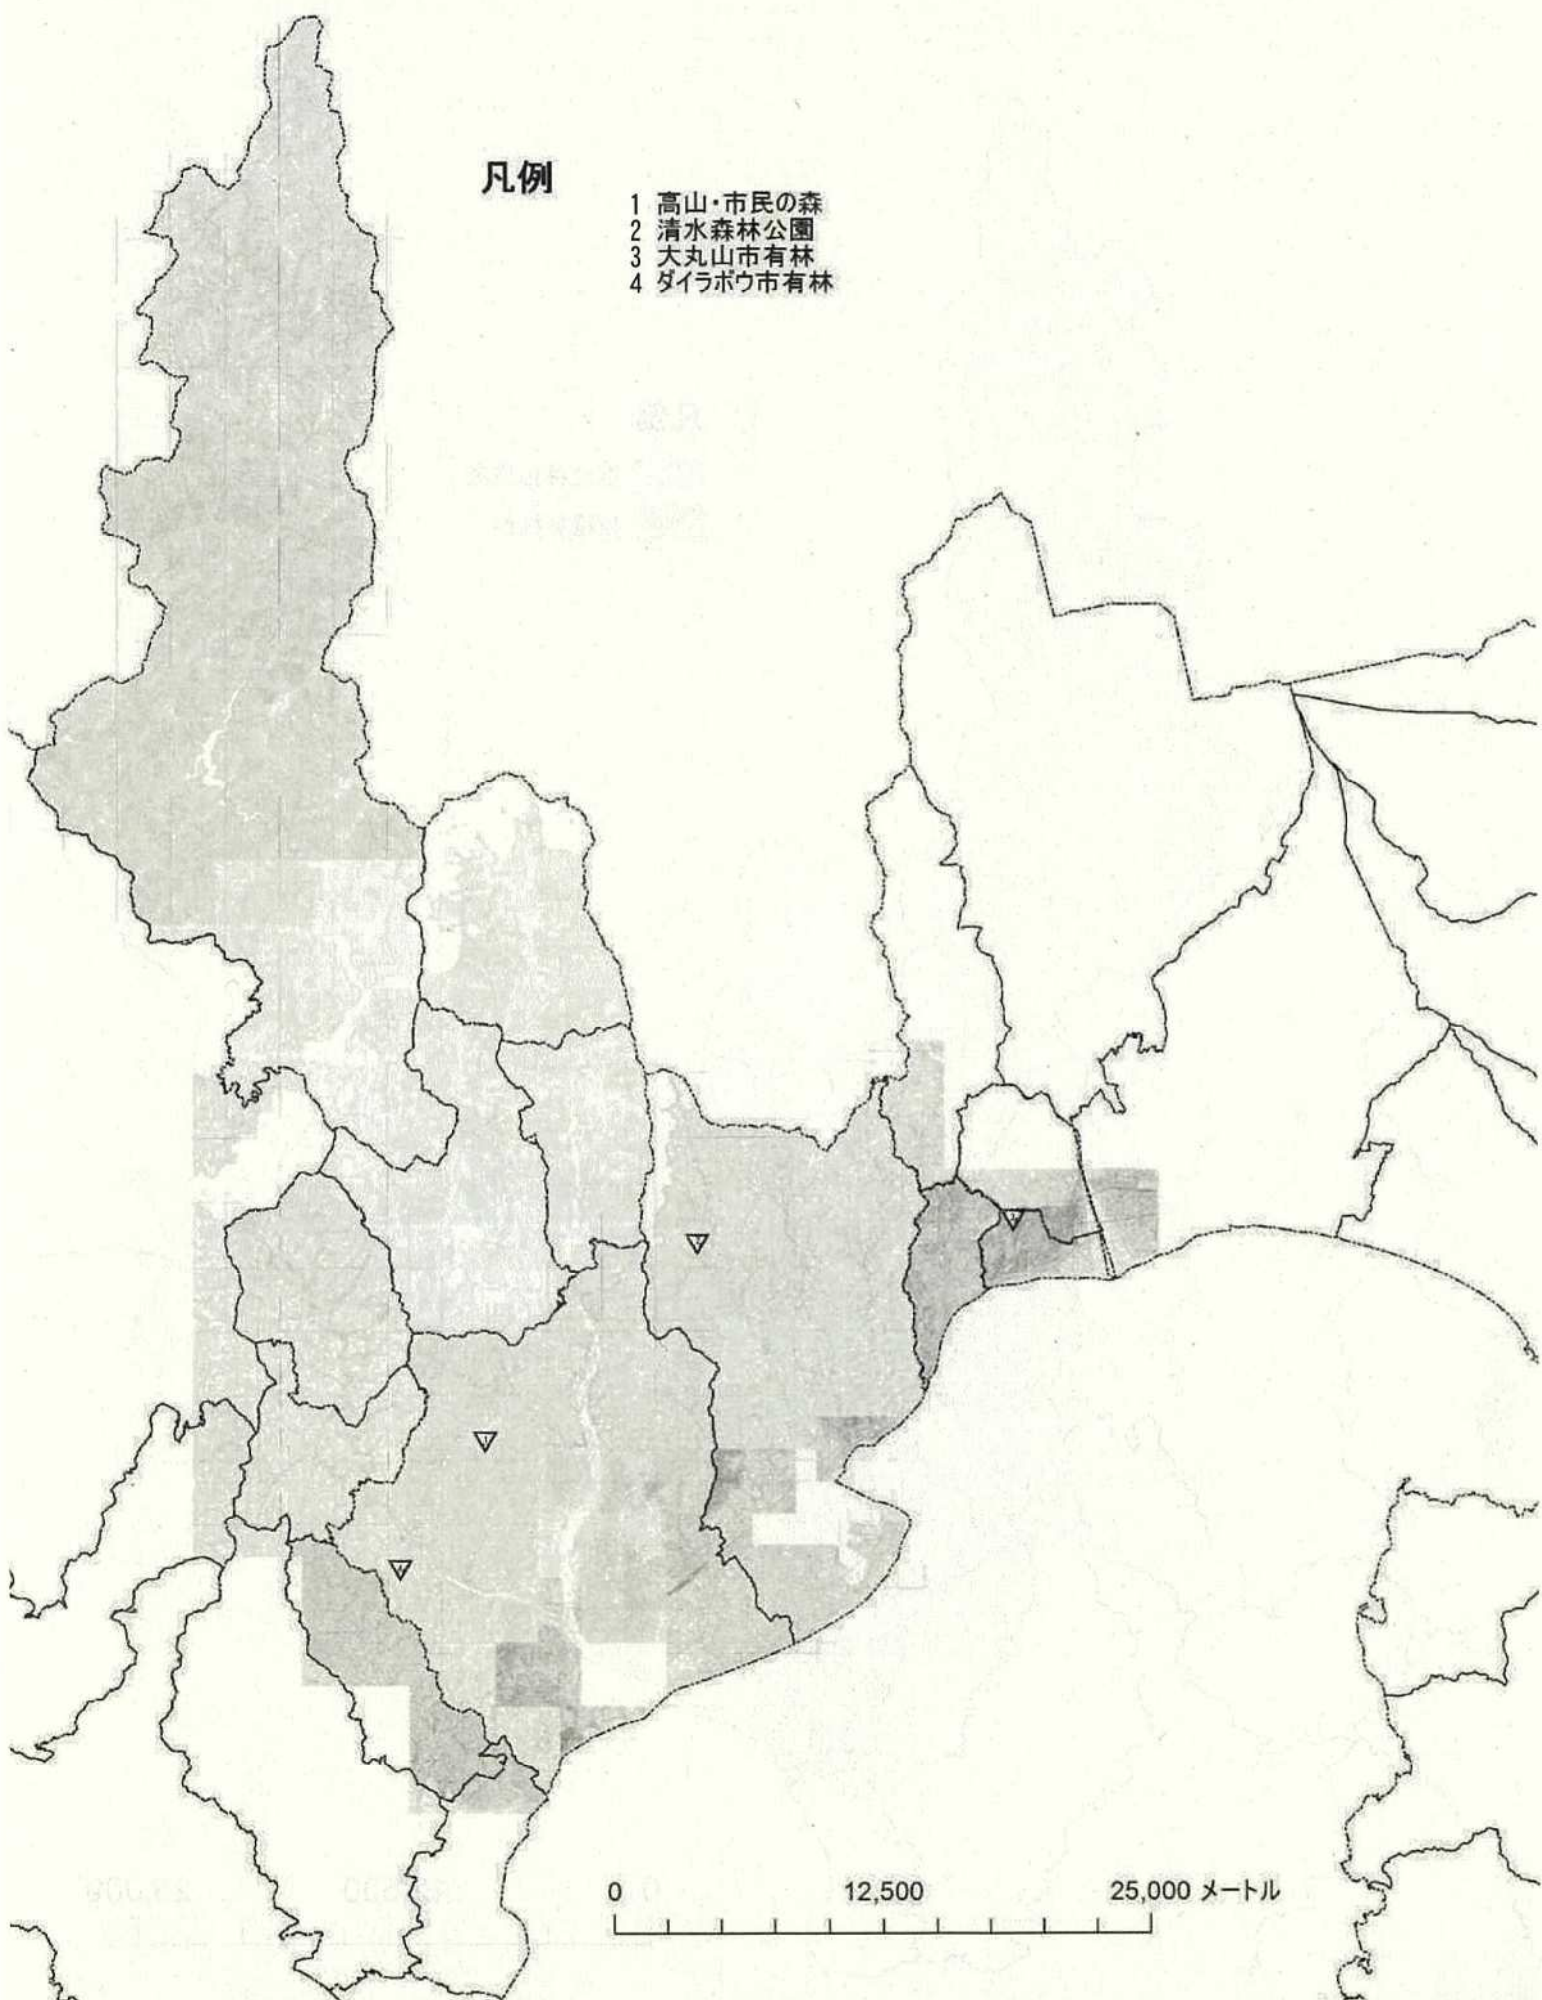 凡例
1 高山・市民の森
2 清水森林公園
3 大丸山市有林
4 ダイラボウ市有林
0 12,500 25,000 メートル